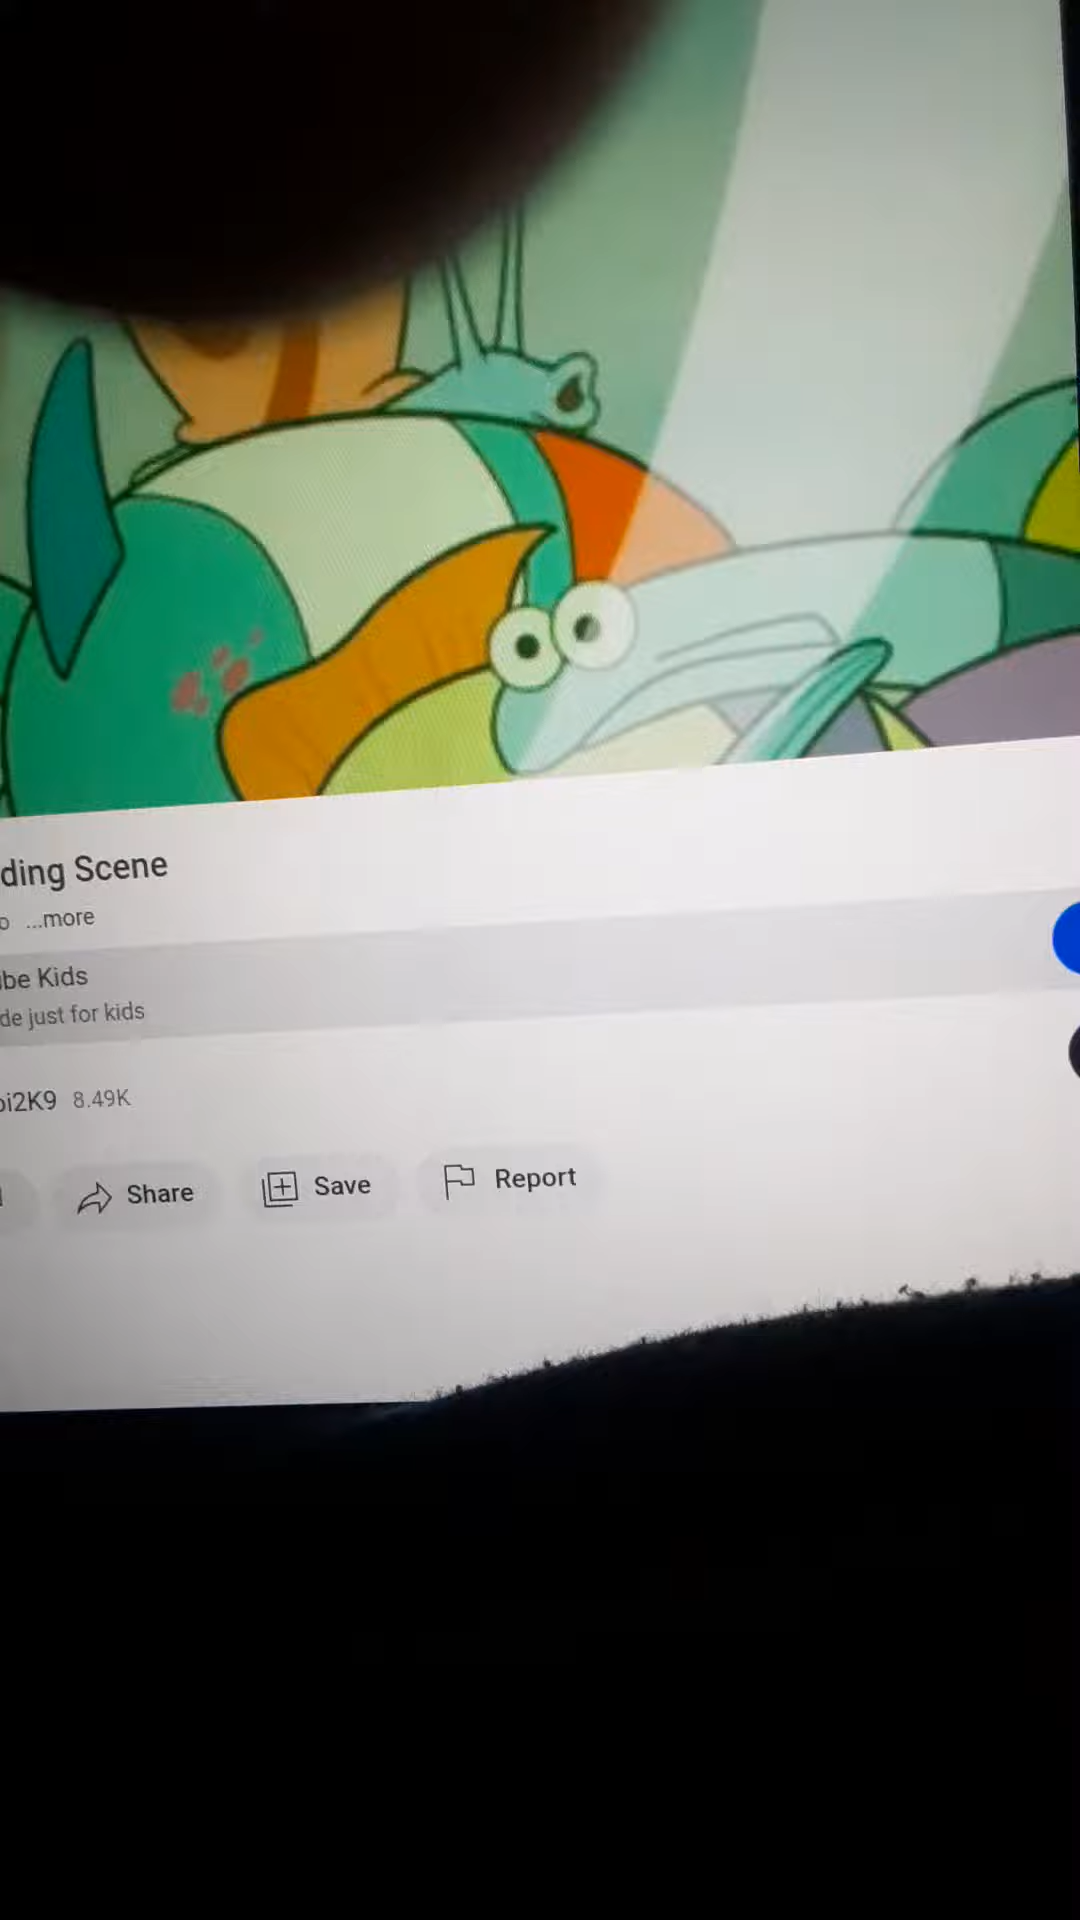 ding Scene
...more
be Kids
de just for kids
i2K9 8.49K
Share Save Report